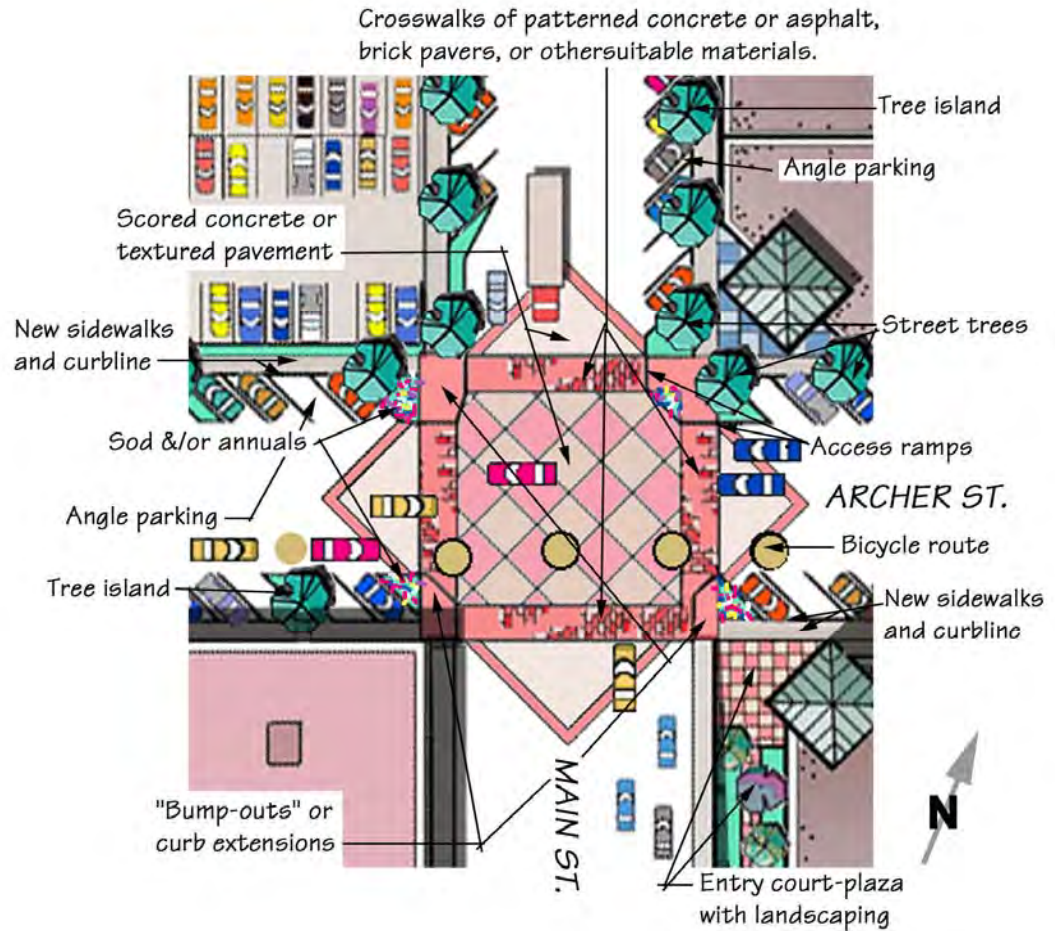 Crosswalks of patterned concrete or asphalt,
brick pavers, or othersuitable materials.
Tree island
Angle parking
Scored concrete or
textured pavement
New sidewalks
and curbline
Street trees
Sod &/or annuals
Access ramps
ARCHER ST.
Angle parking
Bicycle route
Tree island
New sidewalks
and curbline
MAIN ST.
"Bump-outs" or
curb extensions
N
Entry court-plaza
with landscaping